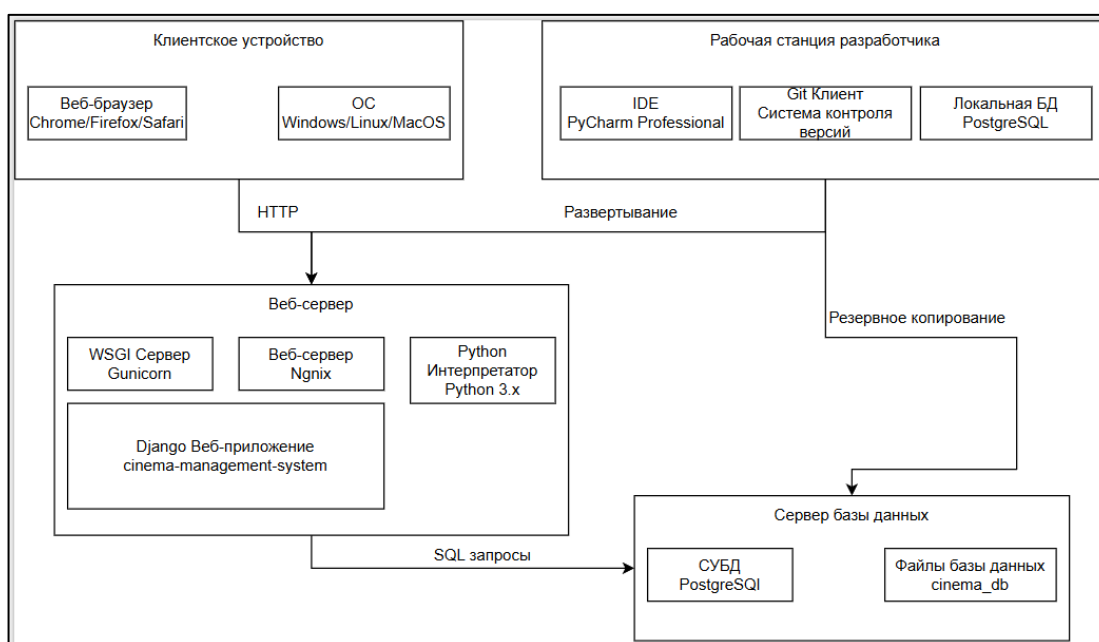 Клиентское устройство
Веб-браузер
Chrome/Firefox/Safari
ОС
Windows/Linux/MacOS
Рабочая станция разработчика
IDE
PyCharm Professional
Git Клиент
Система контроля
версий
Локальная БД
PostgreSQL
HTTP
Развертывание
Веб-сервер
WSGI Сервер
Gunicorn
Веб-сервер
Ngnix
Python
Интерпретатор
Python 3.x
Django Веб-приложение
cinema-management-system
Резервное копирование
SQL запросы
Сервер базы данных
СУБД
PostgreSQl
Файлы базы данных
cinema_db